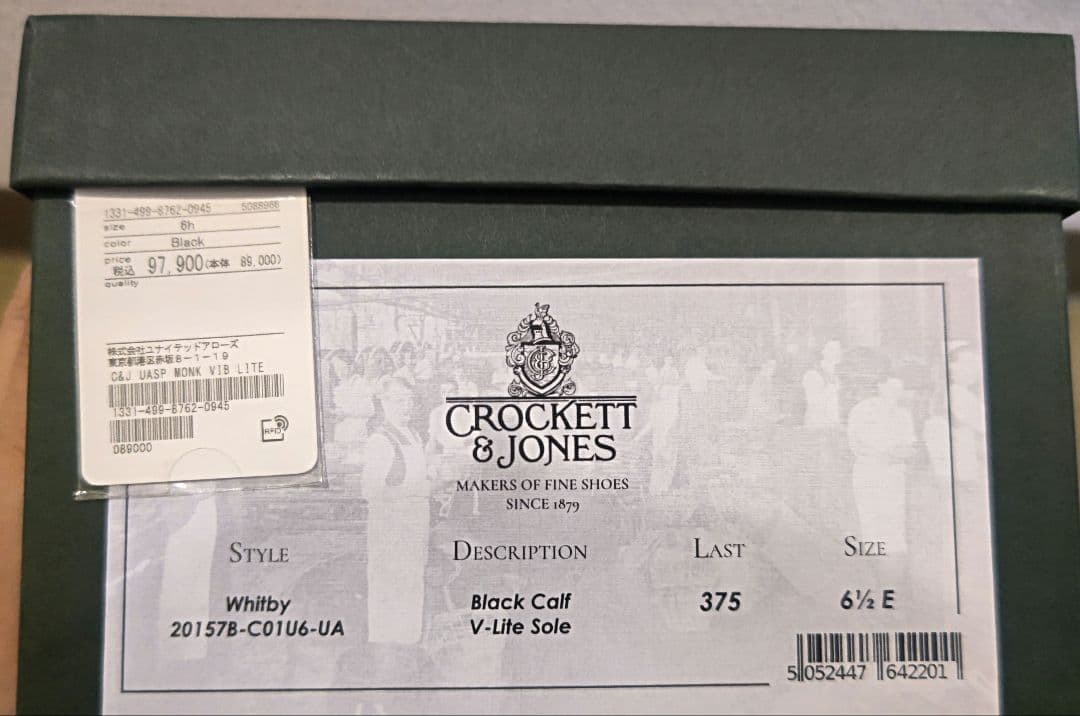 1331-499-8762-0945 5088966
size 6h
color Black
price
税込 97,900(本体 89,000)
quality
株式会社ユナイテッドアローズ
東京都港区赤坂8-1-19
C&J UASP MONK VIB LITE
1331-499-8762-0945
089000
RFID
CROCKETT
& JONES
MAKERS OF FINE SHOES
SINCE 1879
STYLE DESCRIPTION LAST SIZE
Whitby Black Calf 375 6½ E
20157B-C01U6-UA V-Lite Sole
5 052447 642201